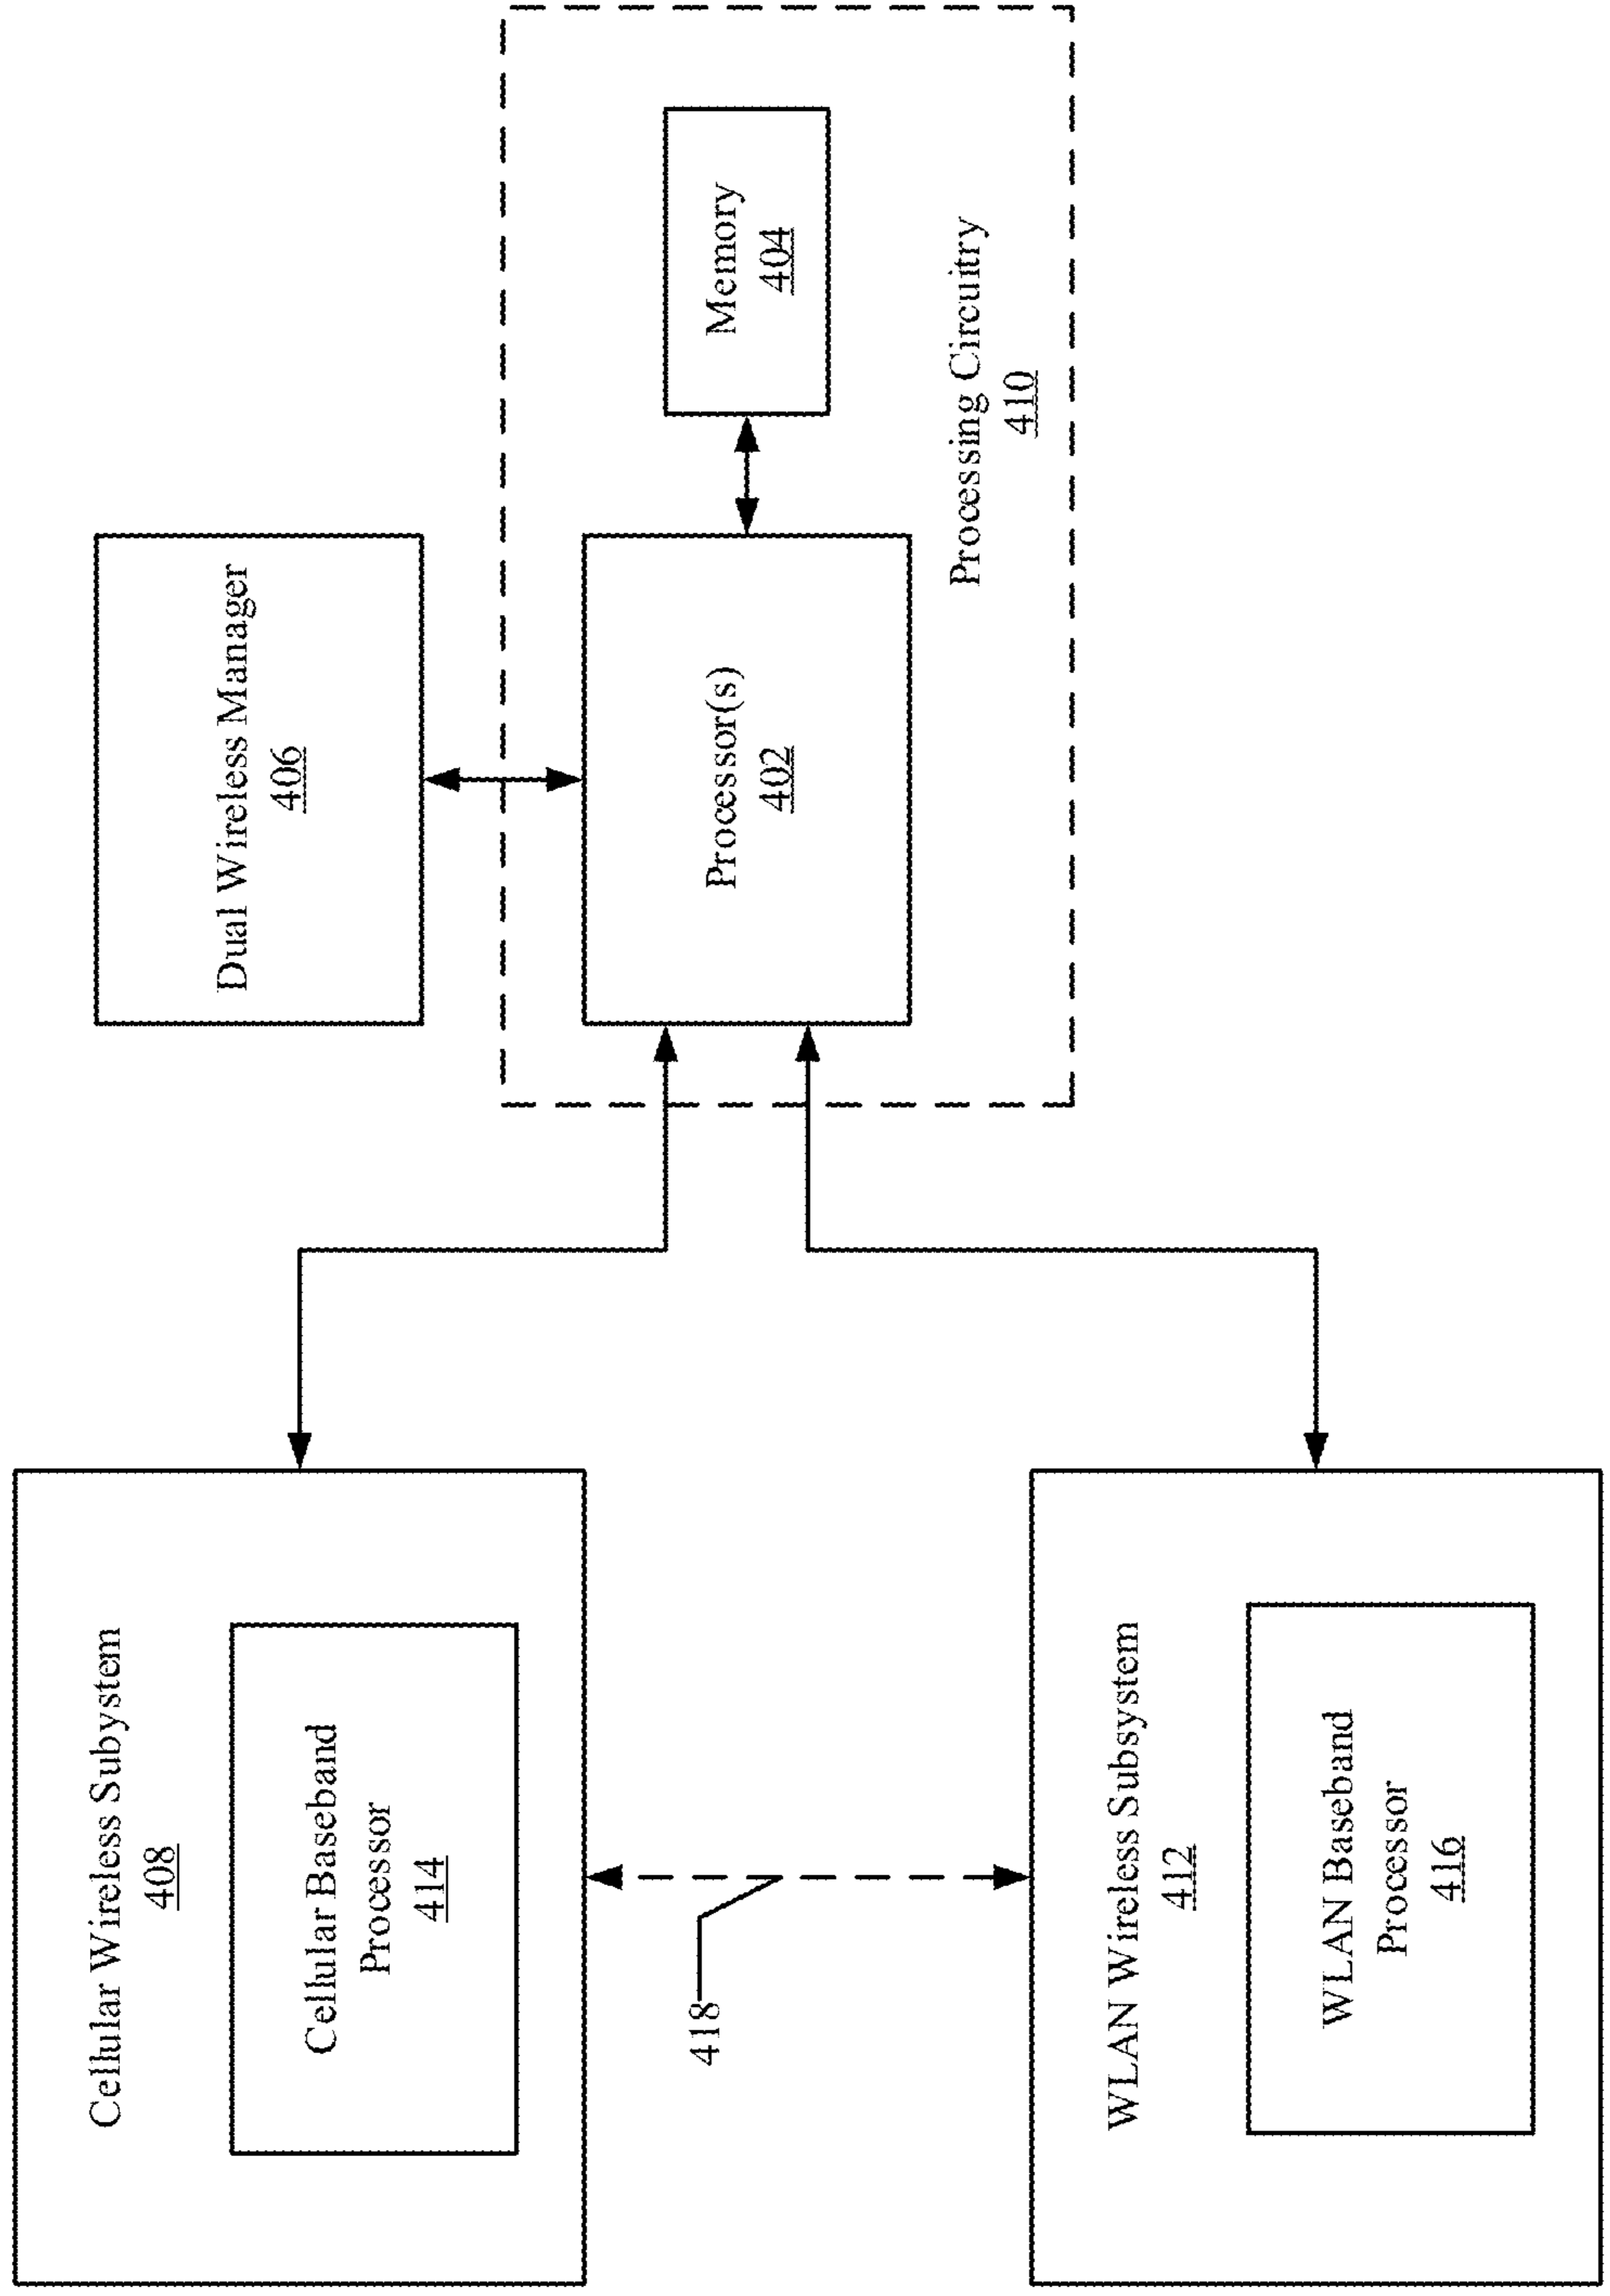 Cellular Wireless Subystem
408
Cellular Baseband
Processor
414
418
WLAN Wireless Subsystem
412
WLAN Baseband
Processor
416
Dual Wireless Manager
406
Processor(s)
402
Memory
404
Processing Circuitry
410